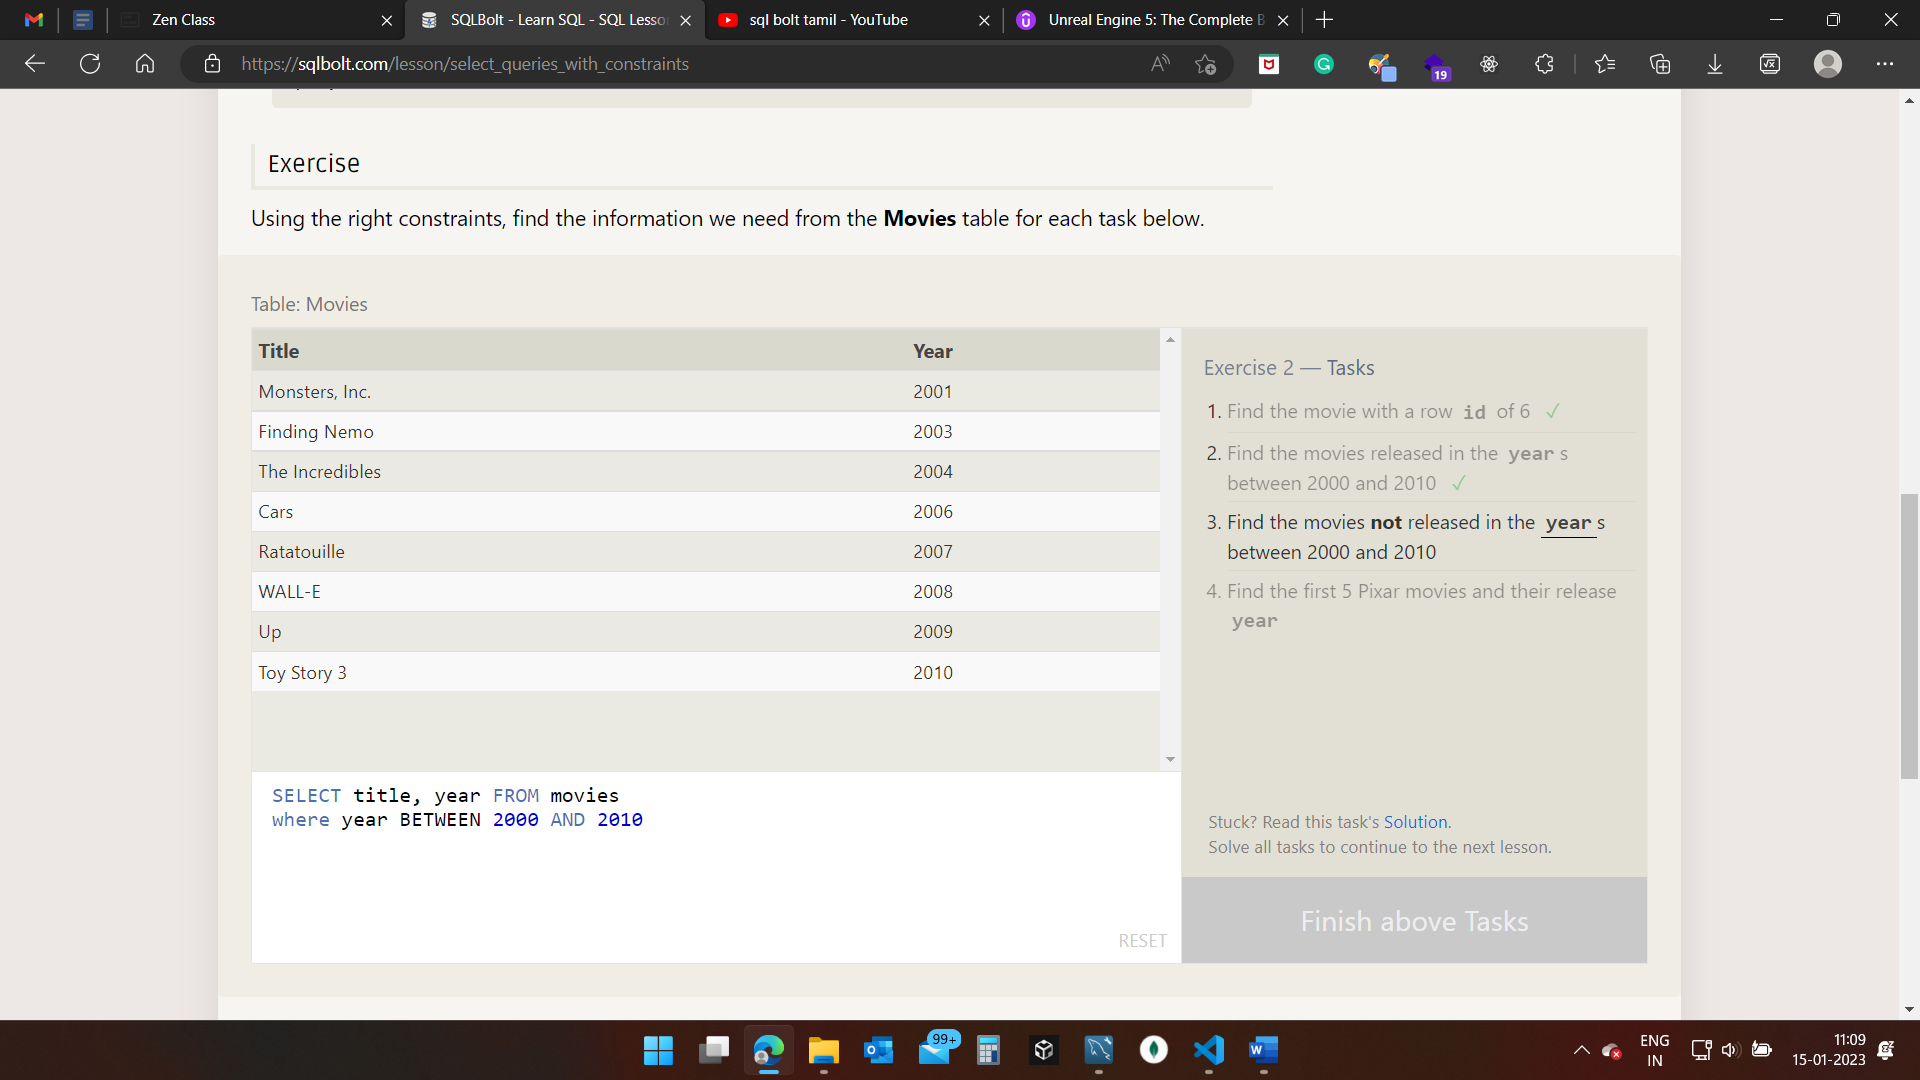 Zen Class
SQLBolt - Learn SQL - SQL Lesso
sql bolt tamil - YouTube
Unreal Engine 5: The Complete B
https://sqlbolt.com/lesson/select_queries_with_constraints
19
Exercise
Using the right constraints, find the information we need from the Movies table for each task below.
Table: Movies
Title Year
Monsters, Inc. 2001
Finding Nemo 2003
The Incredibles 2004
Cars 2006
Ratatouille 2007
WALL-E 2008
Up 2009
Toy Story 3 2010
SELECT title, year FROM movies
where year BETWEEN 2000 AND 2010
RESET
Exercise 2 — Tasks
1. Find the movie with a row id of 6 ✓
2. Find the movies released in the year s
between 2000 and 2010 ✓
3. Find the movies not released in the year s
between 2000 and 2010
4. Find the first 5 Pixar movies and their release
year
Stuck? Read this task's Solution.
Solve all tasks to continue to the next lesson.
Finish above Tasks
99+
ENG
IN
11:09
15-01-2023